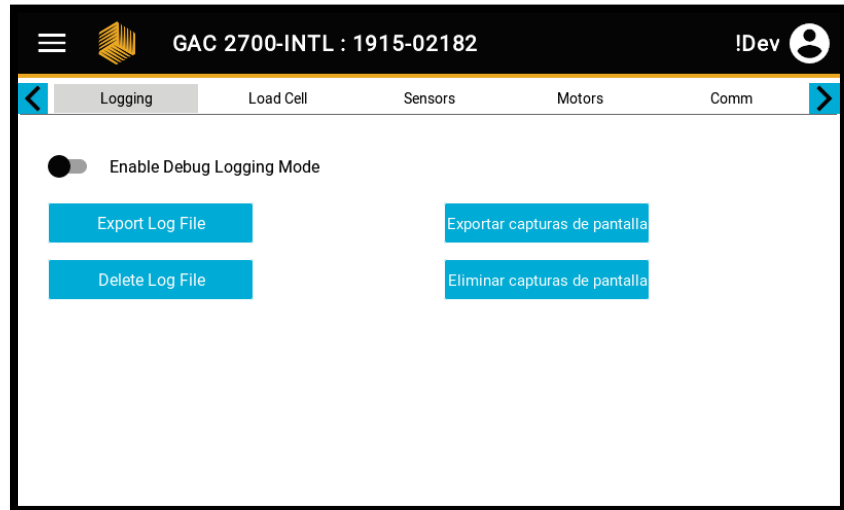 GAC 2700-INTL : 1915-02182 !Dev
Logging Load Cell Sensors Motors Comm
Enable Debug Logging Mode
Export Log File Exportar capturas de pantalla
Delete Log File Eliminar capturas de pantalla